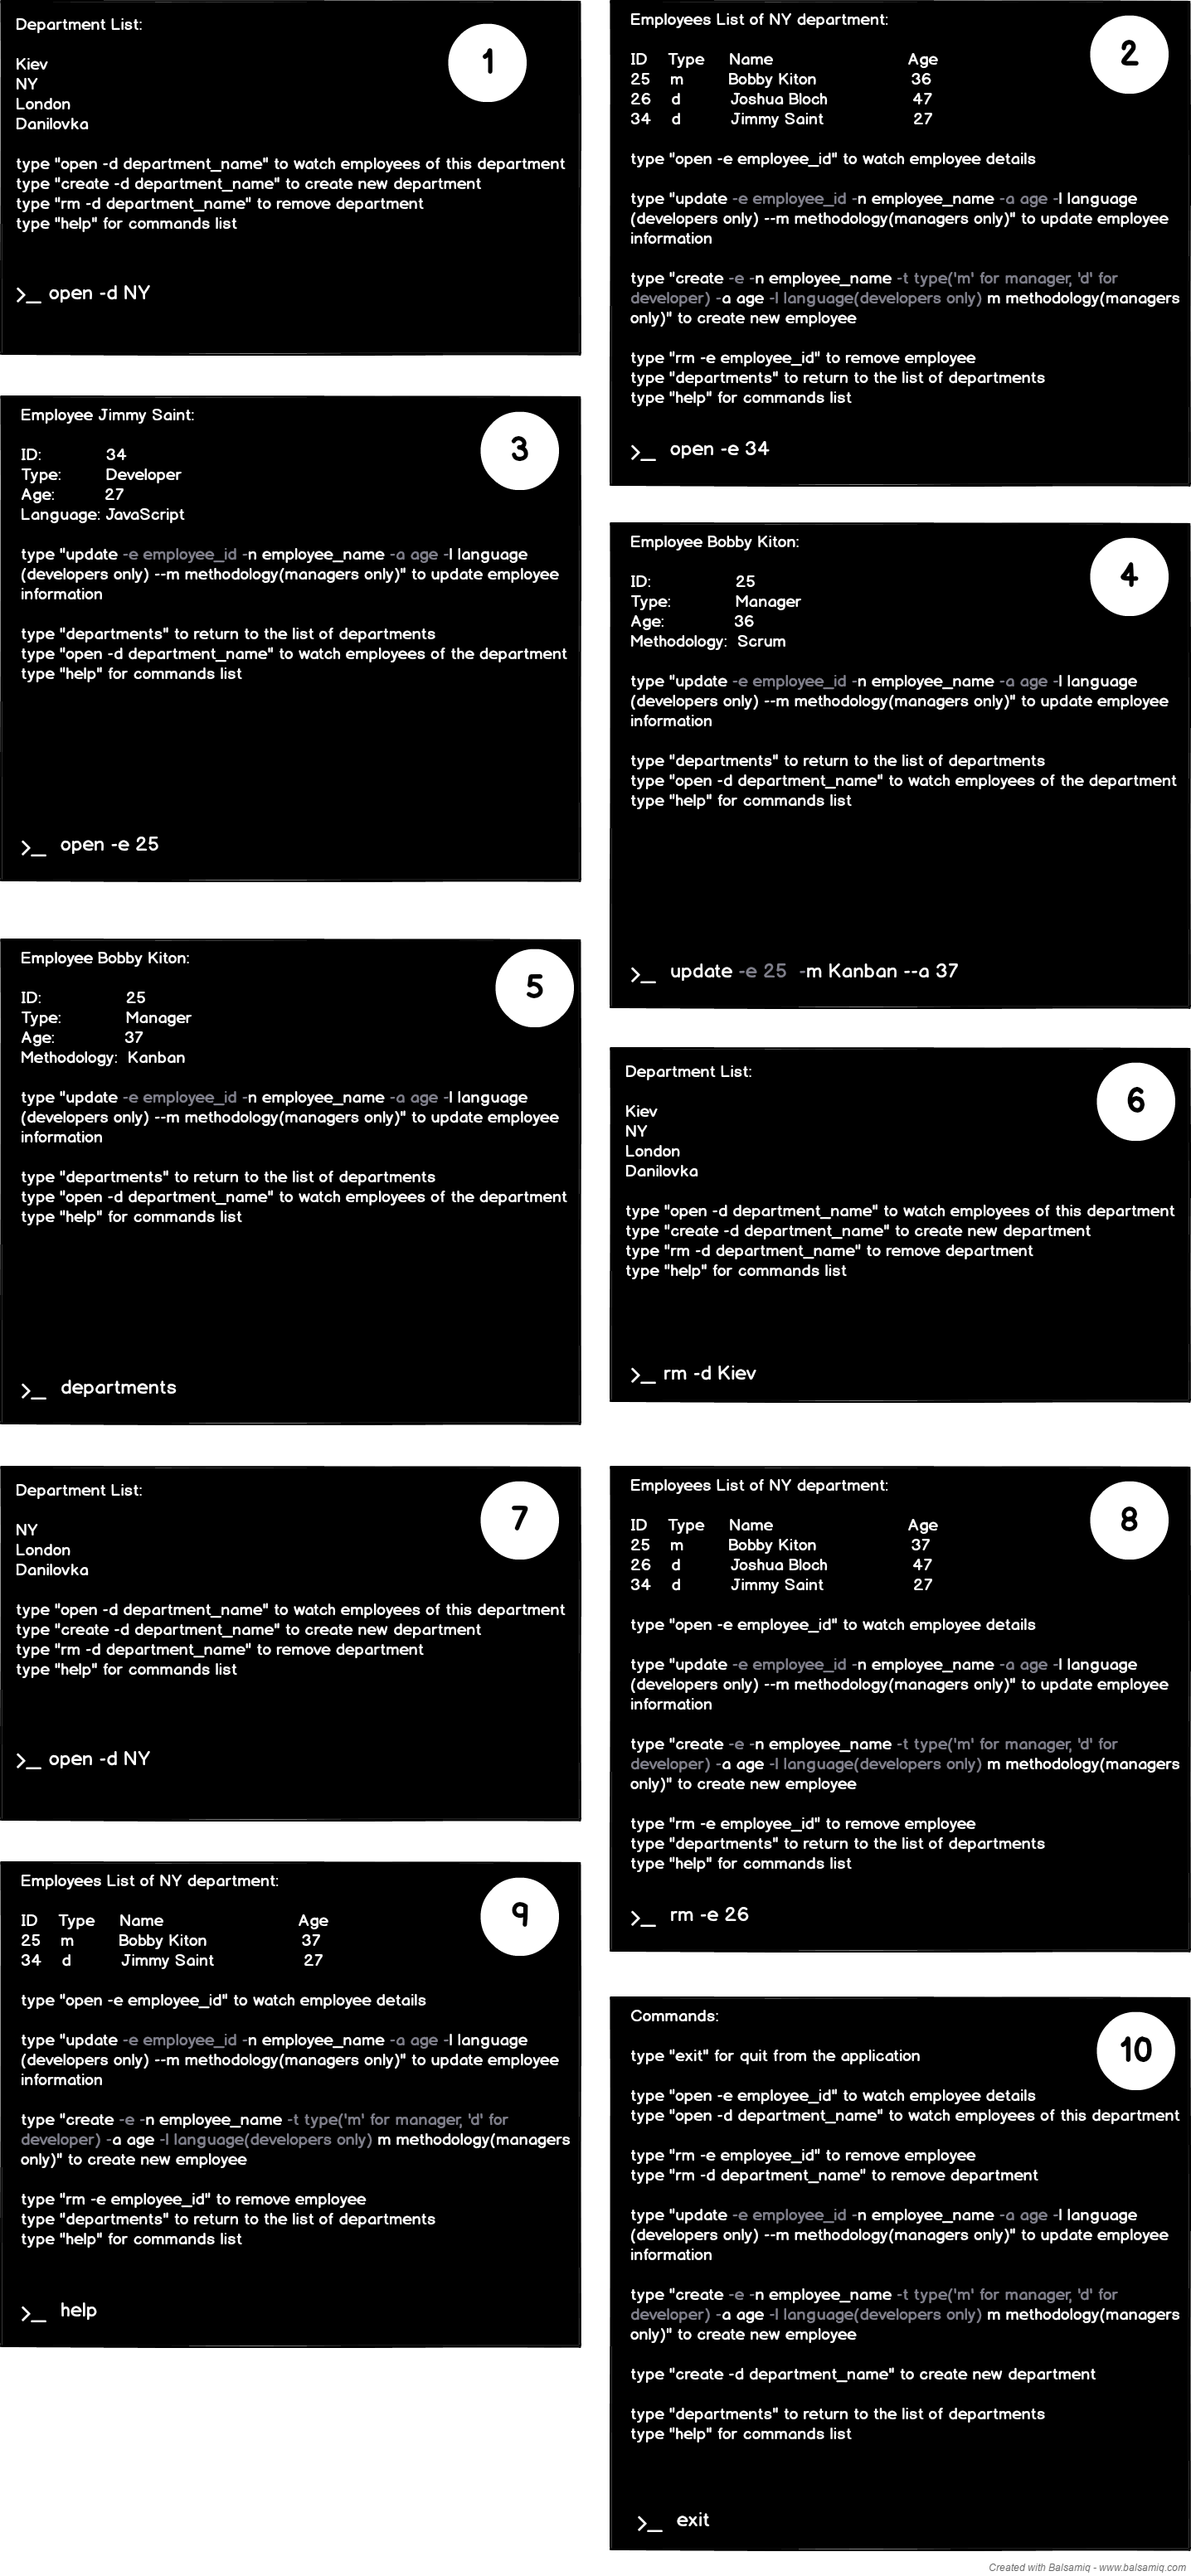 Department List:
1
Kiev
NY
London
Danilovka
type "open -d department_name" to watch employees of this department
type "create -d department_name" to create new department
type "rm -d department_name" to remove department
type "help" for commands list
>_ open -d NY
Employees List of NY department:
2
ID Type Name Age
25 m Bobby Kiton 36
26 d Joshua Bloch 47
34 d Jimmy Saint 27
type "open -e employee_id" to watch employee details
type "update -e employee_id -n employee_name -a age -l language
(developers only) --m methodology(managers only)" to update employee
information
type "create -e -n employee_name -t type('m' for manager, 'd' for
developer) -a age -l language(developers only) m methodology(managers
only)" to create new employee
type "rm -e employee_id" to remove employee
type "departments" to return to the list of departments
type "help" for commands list
>_ open -e 34
Employee Jimmy Saint:
3
ID: 34
Type: Developer
Age: 27
Language: JavaScript
type "update -e employee_id -n employee_name -a age -l language
(developers only) --m methodology(managers only)" to update employee
information
type "departments" to return to the list of departments
type "open -d department_name" to watch employees of the department
type "help" for commands list
>_ open -e 25
Employee Bobby Kiton:
4
ID: 25
Type: Manager
Age: 36
Methodology: Scrum
type "update -e employee_id -n employee_name -a age -l language
(developers only) --m methodology(managers only)" to update employee
information
type "departments" to return to the list of departments
type "open -d department_name" to watch employees of the department
type "help" for commands list
>_ update -e 25 -m Kanban --a 37
Employee Bobby Kiton:
5
ID: 25
Type: Manager
Age: 37
Methodology: Kanban
type "update -e employee_id -n employee_name -a age -l language
(developers only) --m methodology(managers only)" to update employee
information
type "departments" to return to the list of departments
type "open -d department_name" to watch employees of the department
type "help" for commands list
>_ departments
Department List:
6
Kiev
NY
London
Danilovka
type "open -d department_name" to watch employees of this department
type "create -d department_name" to create new department
type "rm -d department_name" to remove department
type "help" for commands list
>_ rm -d Kiev
Department List:
7
NY
London
Danilovka
type "open -d department_name" to watch employees of this department
type "create -d department_name" to create new department
type "rm -d department_name" to remove department
type "help" for commands list
>_ open -d NY
Employees List of NY department:
8
ID Type Name Age
25 m Bobby Kiton 37
26 d Joshua Bloch 47
34 d Jimmy Saint 27
type "open -e employee_id" to watch employee details
type "update -e employee_id -n employee_name -a age -l language
(developers only) --m methodology(managers only)" to update employee
information
type "create -e -n employee_name -t type('m' for manager, 'd' for
developer) -a age -l language(developers only) m methodology(managers
only)" to create new employee
type "rm -e employee_id" to remove employee
type "departments" to return to the list of departments
type "help" for commands list
>_ rm -e 26
Employees List of NY department:
9
ID Type Name Age
25 m Bobby Kiton 37
34 d Jimmy Saint 27
type "open -e employee_id" to watch employee details
type "update -e employee_id -n employee_name -a age -l language
(developers only) --m methodology(managers only)" to update employee
information
type "create -e -n employee_name -t type('m' for manager, 'd' for
developer) -a age -l language(developers only) m methodology(managers
only)" to create new employee
type "rm -e employee_id" to remove employee
type "departments" to return to the list of departments
type "help" for commands list
>_ help
Commands:
10
type "exit" for quit from the application
type "open -e employee_id" to watch employee details
type "open -d department_name" to watch employees of this department
type "rm -e employee_id" to remove employee
type "rm -d department_name" to remove department
type "update -e employee_id -n employee_name -a age -l language
(developers only) --m methodology(managers only)" to update employee
information
type "create -e -n employee_name -t type('m' for manager, 'd' for
developer) -a age -l language(developers only) m methodology(managers
only)" to create new employee
type "create -d department_name" to create new department
type "departments" to return to the list of departments
type "help" for commands list
>_ exit
Created with Balsamiq - www.balsamiq.com